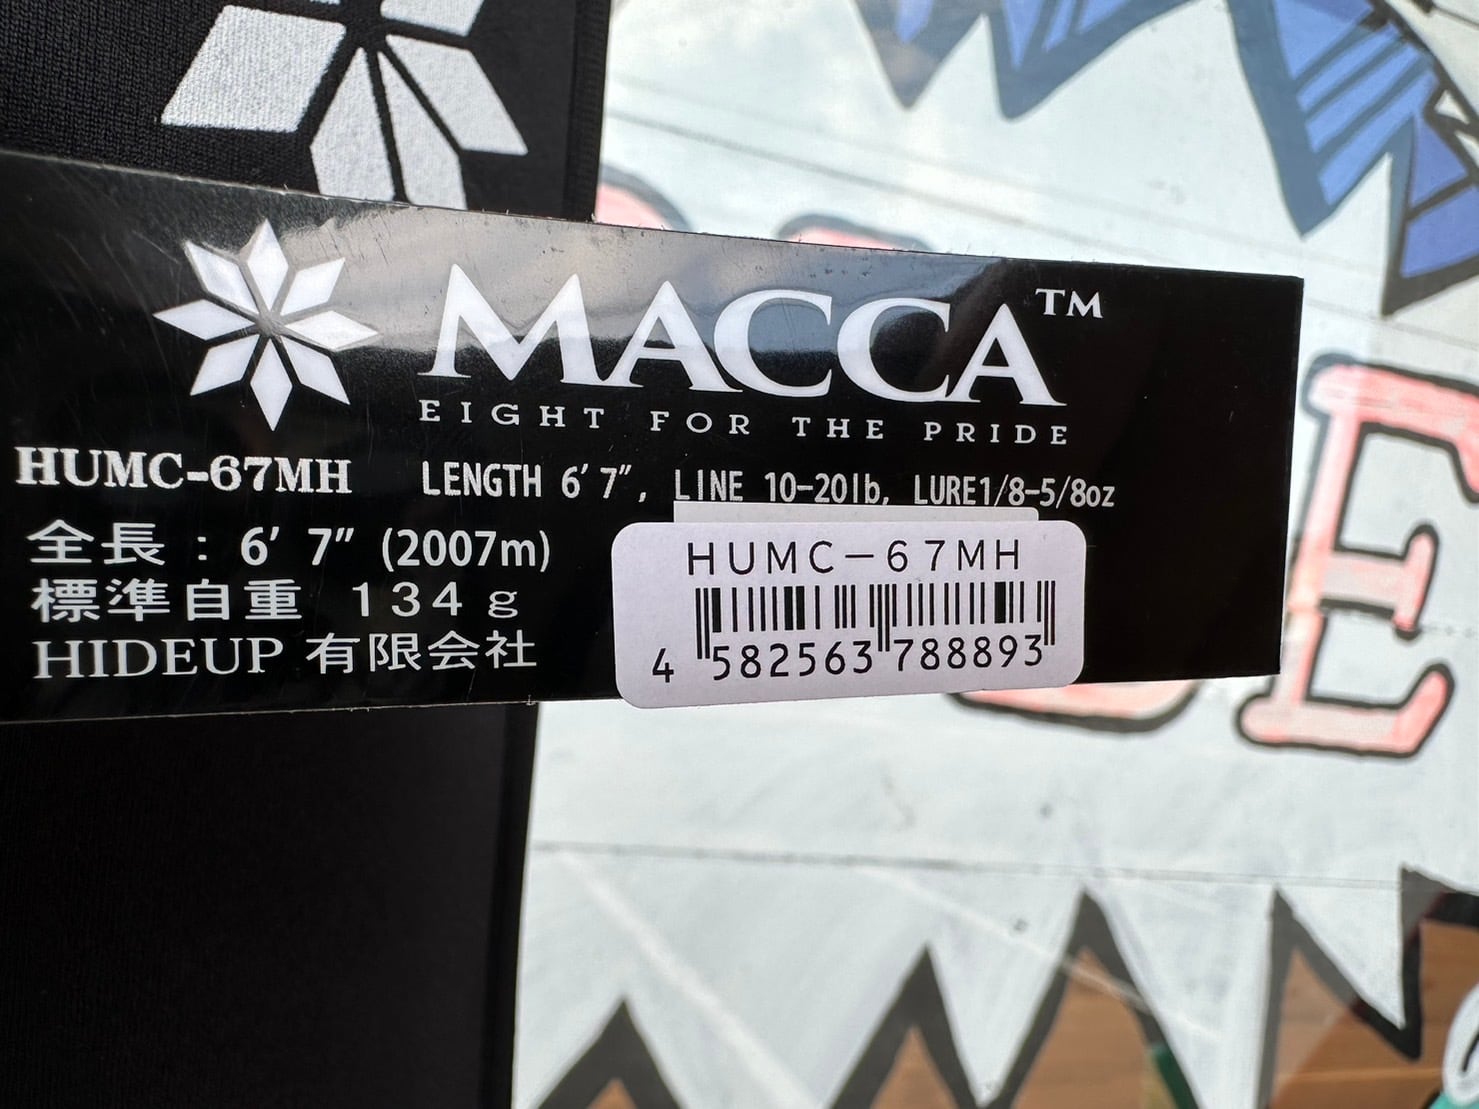 MACCA™
EIGHT FOR THE PRIDE
HUMC-67MH LENGTH 6′7″, LINE 10-20lb, LURE1/8-5/8oz
全長：6′7″ (2007m)
標準自重 134g
HIDEUP 有限会社
HUMC-67MH
4 582563 788893
E